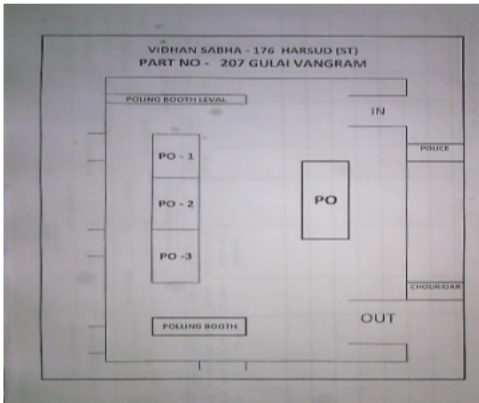 VIDHAN SABHA - 176 HARSUD (ST)
PART NO - 207 GULAI VANGRAM
POLING BOOTH LEVAL
IN
POLICE
PO - 1
PO
PO - 2
PO -3
CHOUKIDAR
OUT
POLLING BOOTH